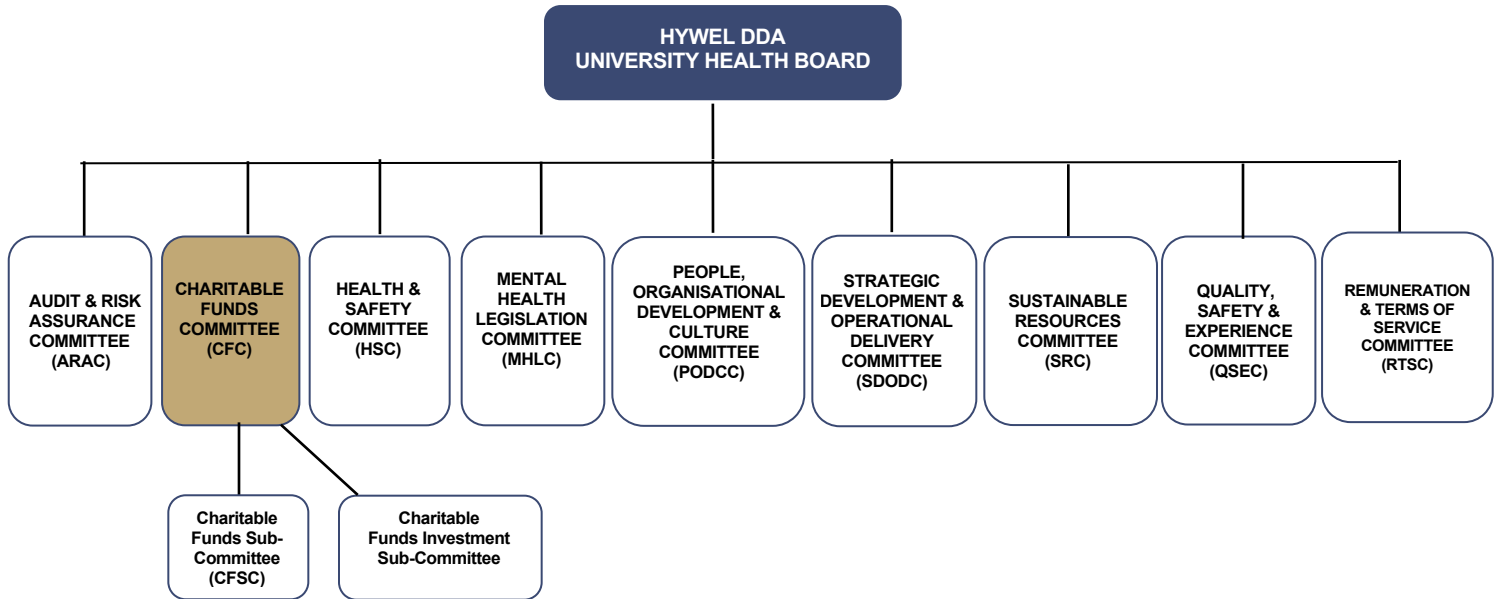 HYWEL DDA
UNIVERSITY HEALTH BOARD
AUDIT & RISK
ASSURANCE
COMMITTEE
(ARAC)
CHARITABLE
FUNDS
COMMITTEE
(CFC)
HEALTH &
SAFETY
COMMITTEE
(HSC)
MENTAL
HEALTH
LEGISLATION
COMMITTEE
(MHLC)
PEOPLE,
ORGANISATIONAL
DEVELOPMENT &
CULTURE
COMMITTEE
(PODCC)
STRATEGIC
DEVELOPMENT &
OPERATIONAL
DELIVERY
COMMITTEE
(SDODC)
SUSTAINABLE
RESOURCES
COMMITTEE
(SRC)
QUALITY,
SAFETY &
EXPERIENCE
COMMITTEE
(QSEC)
REMUNERATION
& TERMS OF
SERVICE
COMMITTEE
(RTSC)
Charitable
Funds Sub-
Committee
(CFSC)
Charitable
Funds Investment
Sub-Committee